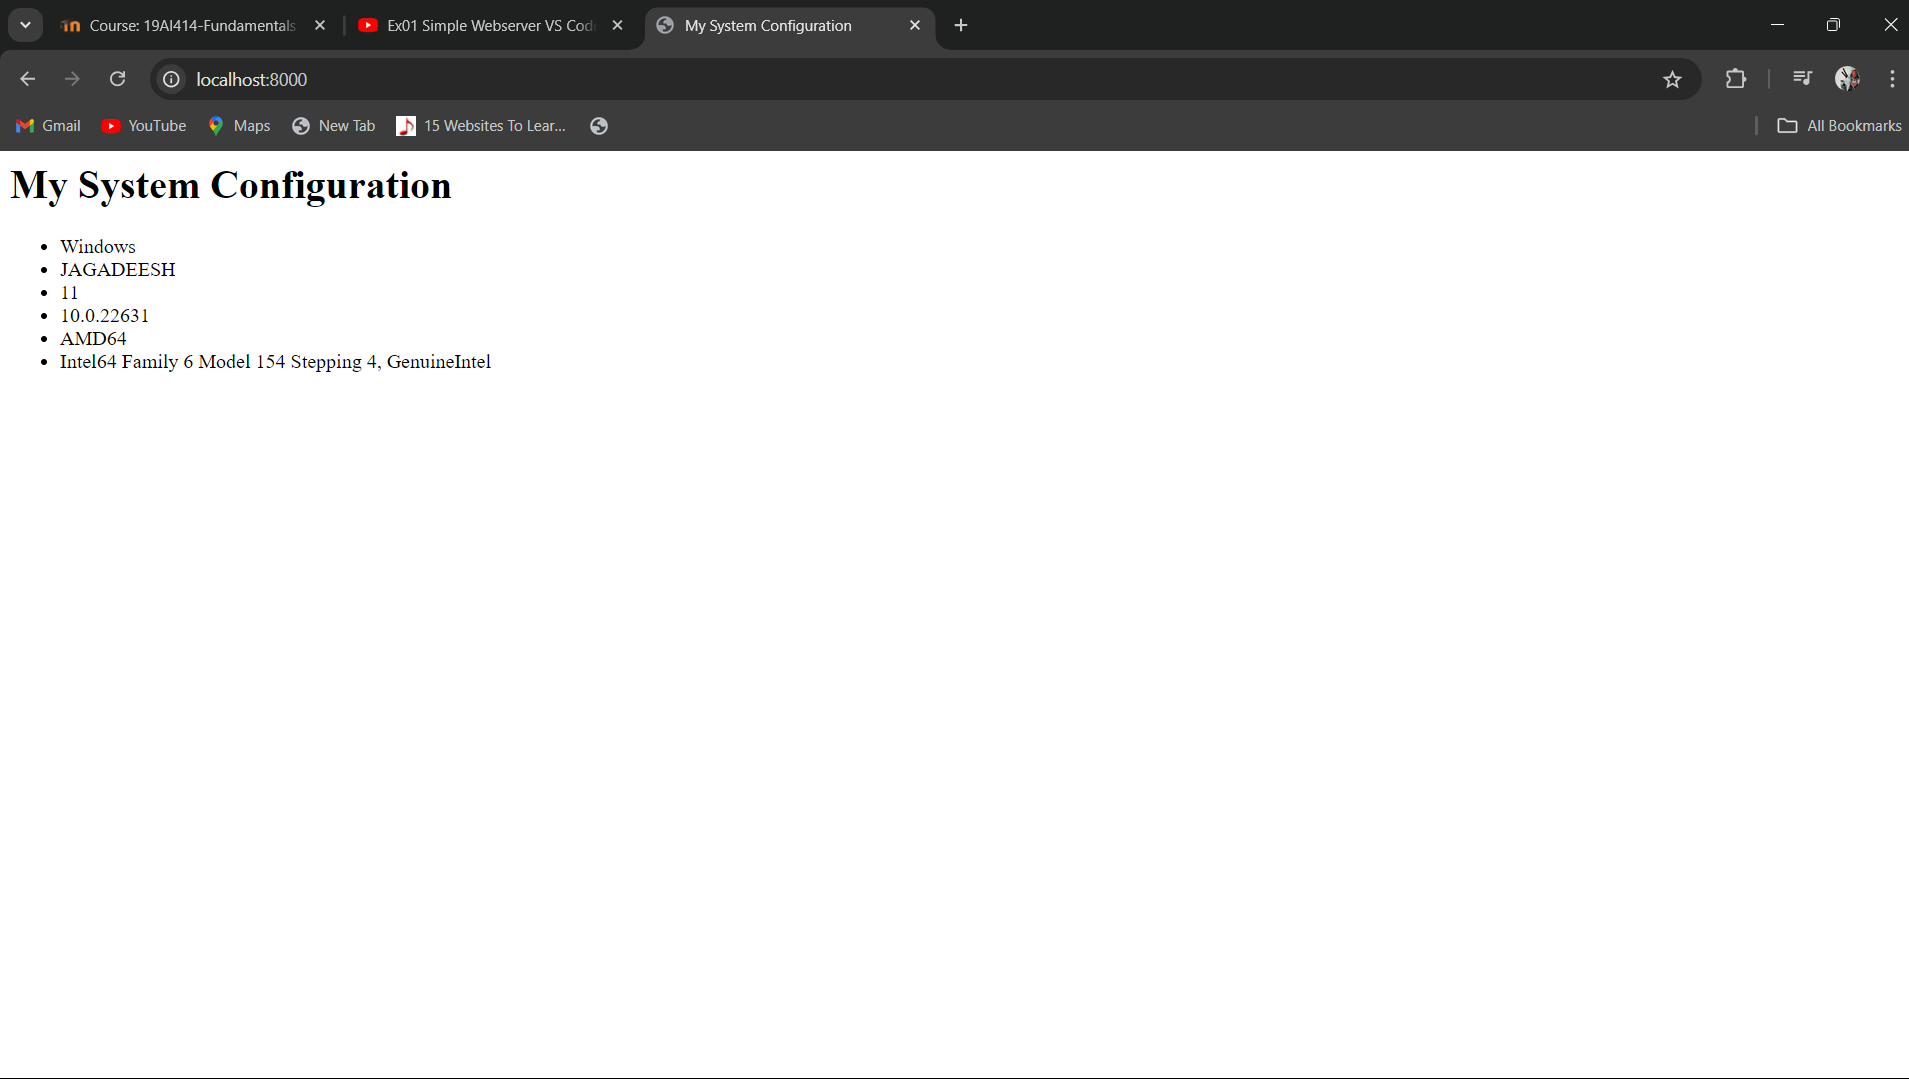 Course: 19AI414-Fundamentals
Ex01 Simple Webserver VS Code
My System Configuration
localhost:8000
Gmail
YouTube
Maps
New Tab
15 Websites To Lear...
All Bookmarks
My System Configuration
• Windows
• JAGADEESH
• 11
• 10.0.22631
• AMD64
• Intel64 Family 6 Model 154 Stepping 4, GenuineIntel